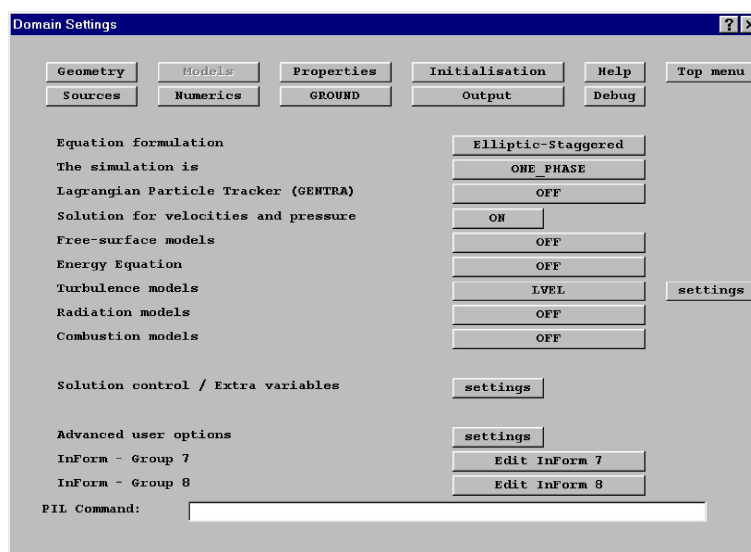 Domain Settings ? ×
Geometry Models Properties Initialisation Help Top menu
Sources Numerics GROUND Output Debug
Equation formulation Elliptic-Staggered
The simulation is ONE_PHASE
Lagrangian Particle Tracker (GENTRA) OFF
Solution for velocities and pressure ON
Free-surface models OFF
Energy Equation OFF
Turbulence models LVEL settings
Radiation models OFF
Combustion models OFF
Solution control / Extra variables settings
Advanced user options settings
InForm - Group 7 Edit InForm 7
InForm - Group 8 Edit InForm 8
PIL Command: